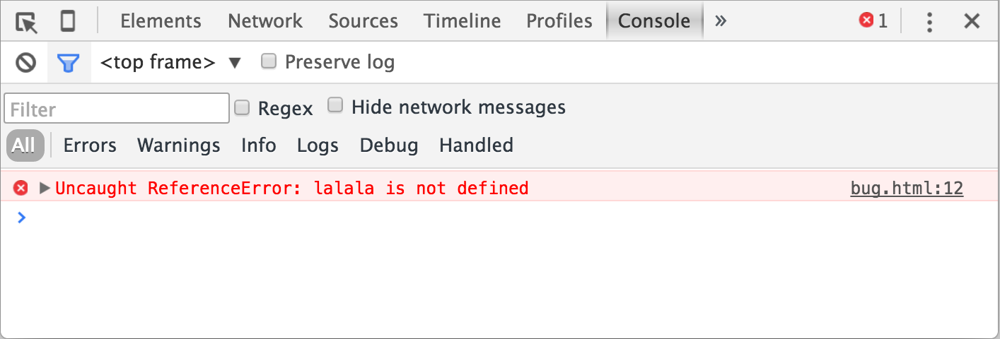 Elements Network Sources Timeline Profiles Console » 1
<top frame> ▼ Preserve log
Filter Regex Hide network messages
All Errors Warnings Info Logs Debug Handled
Uncaught ReferenceError: lalala is not defined bug.html:12